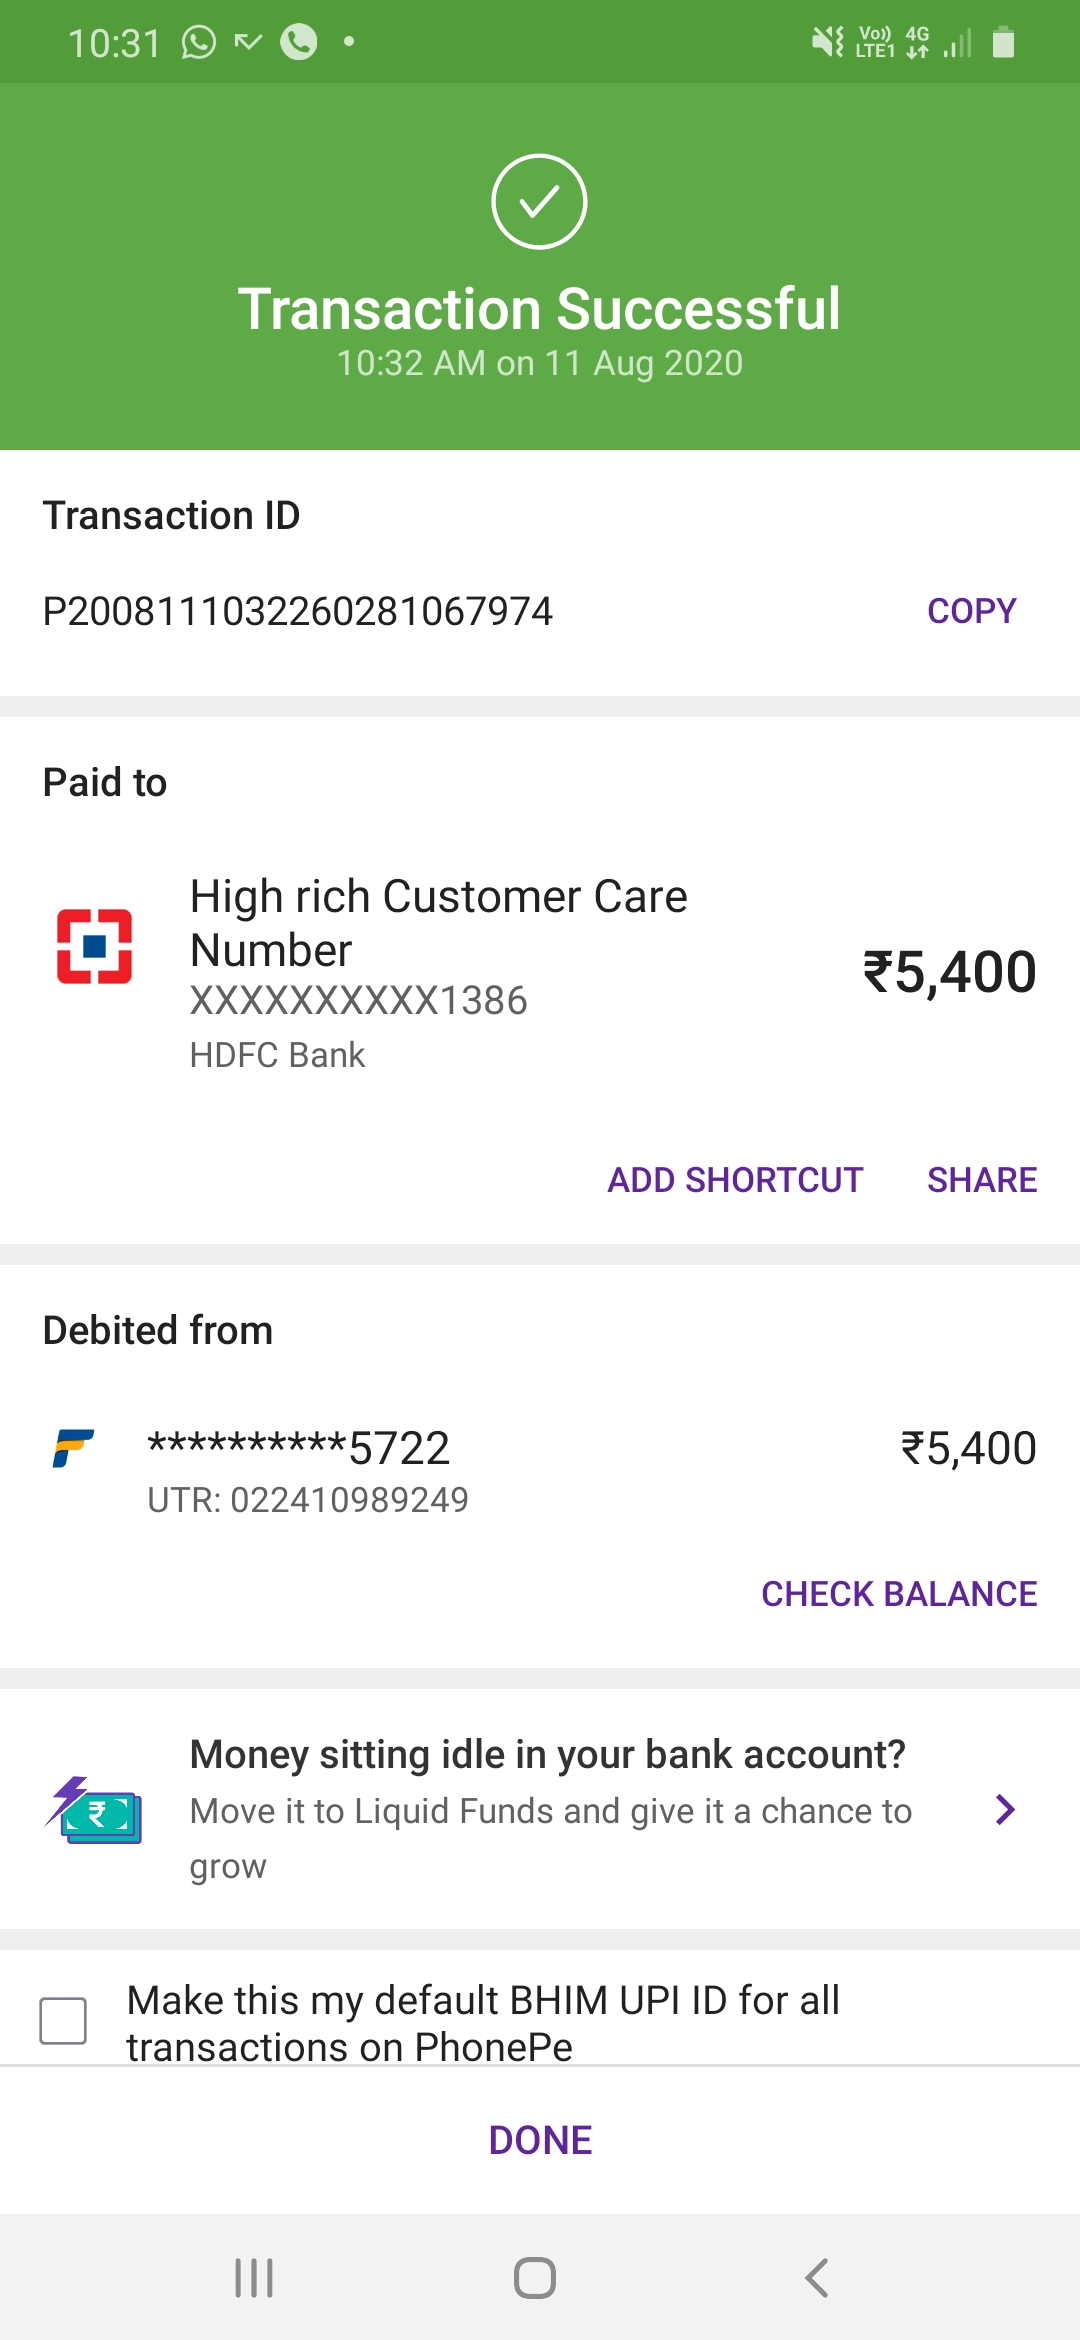 10:31
Vo)) 4G
LTE1
Transaction Successful
10:32 AM on 11 Aug 2020
Transaction ID
P2008111032260281067974 COPY
Paid to
High rich Customer Care
Number
XXXXXXXXXX1386
₹5,400
HDFC Bank
ADD SHORTCUT SHARE
Debited from
**********5722 ₹5,400
UTR: 022410989249
CHECK BALANCE
Money sitting idle in your bank account?
Move it to Liquid Funds and give it a chance to
grow
Make this my default BHIM UPI ID for all
transactions on PhonePe
DONE